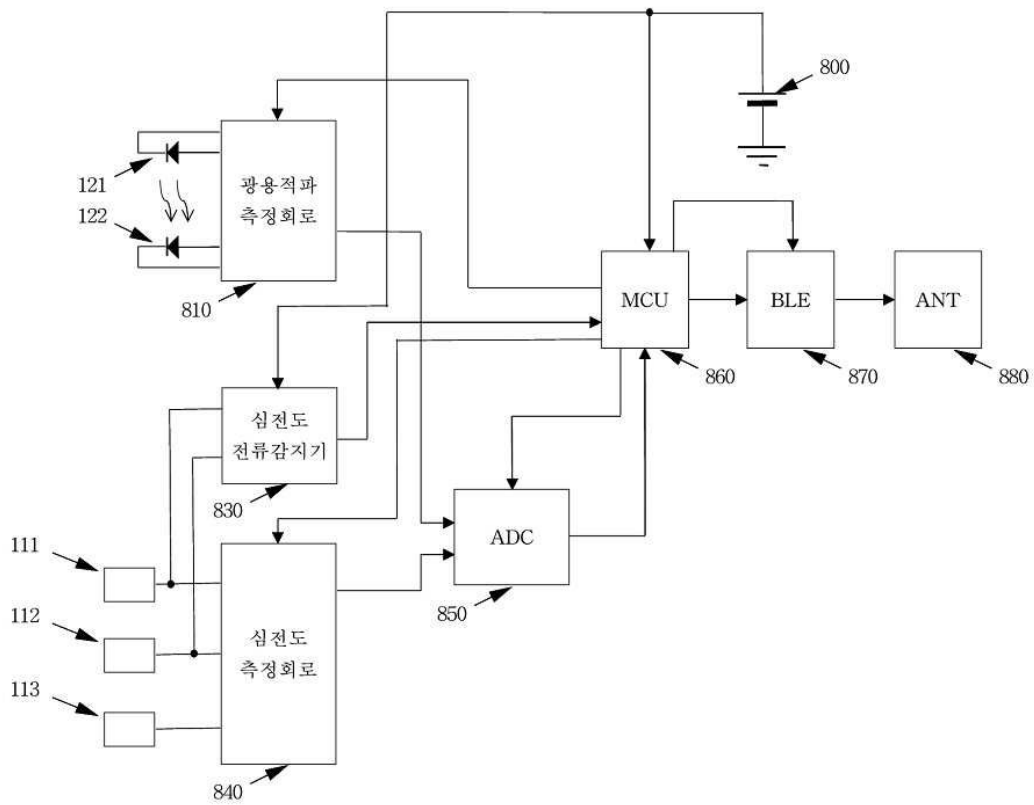 800
121
122
광용적파
측정회로
810
MCU
BLE
ANT
860
870
880
심전도
전류감지기
830
ADC
850
111
112
113
심전도
측정회로
840